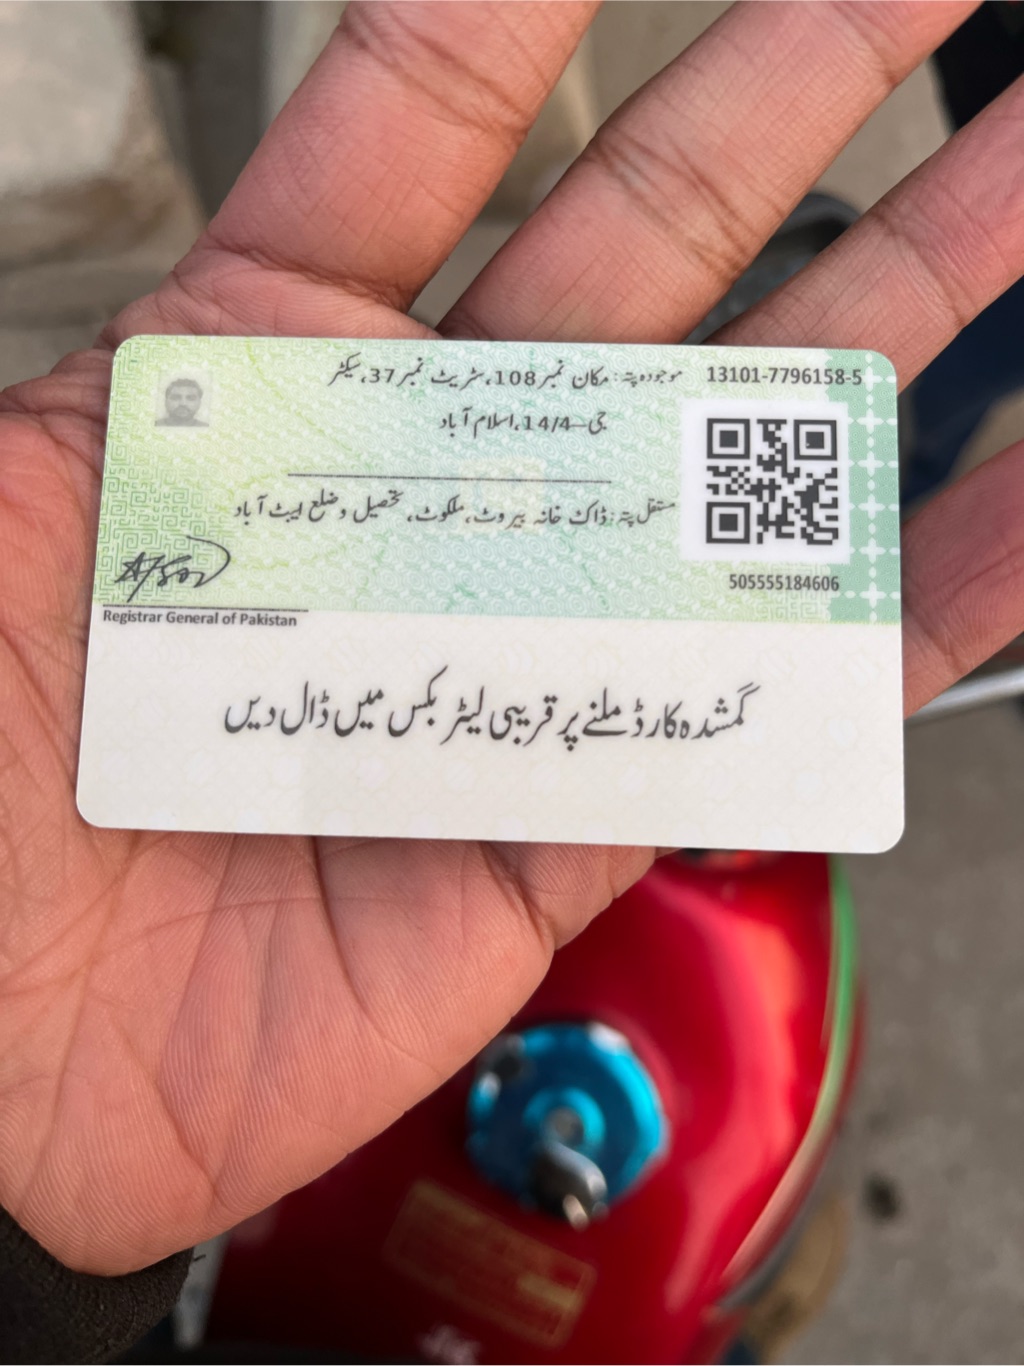 13101-7796158-5
موجودہ پتہ: مکان نمبر 108، سٹریٹ نمبر 37، سیکٹر
جی-14/4، اسلام آباد
مستقل پتہ: ڈاک خانہ بیروٹ، ملکوٹ، تحصیل و ضلع ایبٹ آباد
505555184606
Registrar General of Pakistan
گمشدہ کارڈ ملنے پر قریبی لیٹر بکس میں ڈال دیں